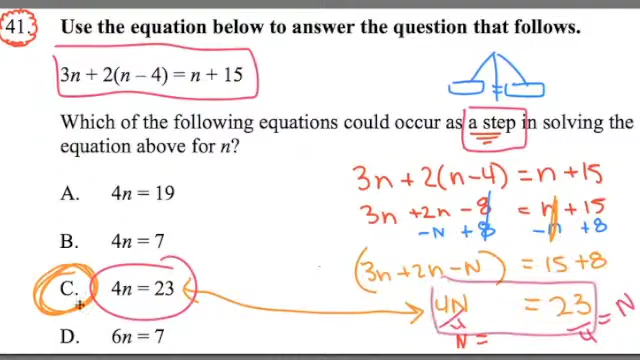 41. Use the equation below to answer the question that follows.
3n + 2(n – 4) = n + 15
Which of the following equations could occur as a step in solving the
equation above for n?
A. 4n = 19
B. 4n = 7
C. 4n = 23
D. 6n = 7
=
3n + 2(n - 4) = n + 15
3n + 2n - 8 = n + 15
-N + 8 -n + 8
(3n + 2n - N) = 15 + 8
4N = 23
4 4 = N
N =